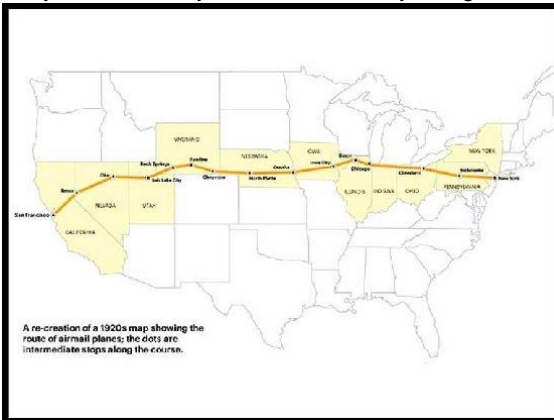 WYOMING
NEW YORK
IOWA
NEBRASKA
Rock Springs
Rawlins
Salt Lake City
Cheyenne
North Platte
Omaha
Iowa City
Chicago
Cleveland
Bellefonte
New York
PENNSYLVANIA
Elko
Reno
NEVADA
UTAH
ILLINOIS
INDIANA
OHIO
San Francisco
CALIFORNIA
A re-creation of a 1920s map showing the
route of airmail planes; the dots are
intermediate stops along the course.